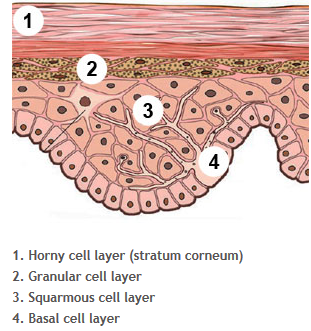 1
2
3
4
1. Horny cell layer (stratum corneum)
2. Granular cell layer
3. Squarmous cell layer
4. Basal cell layer